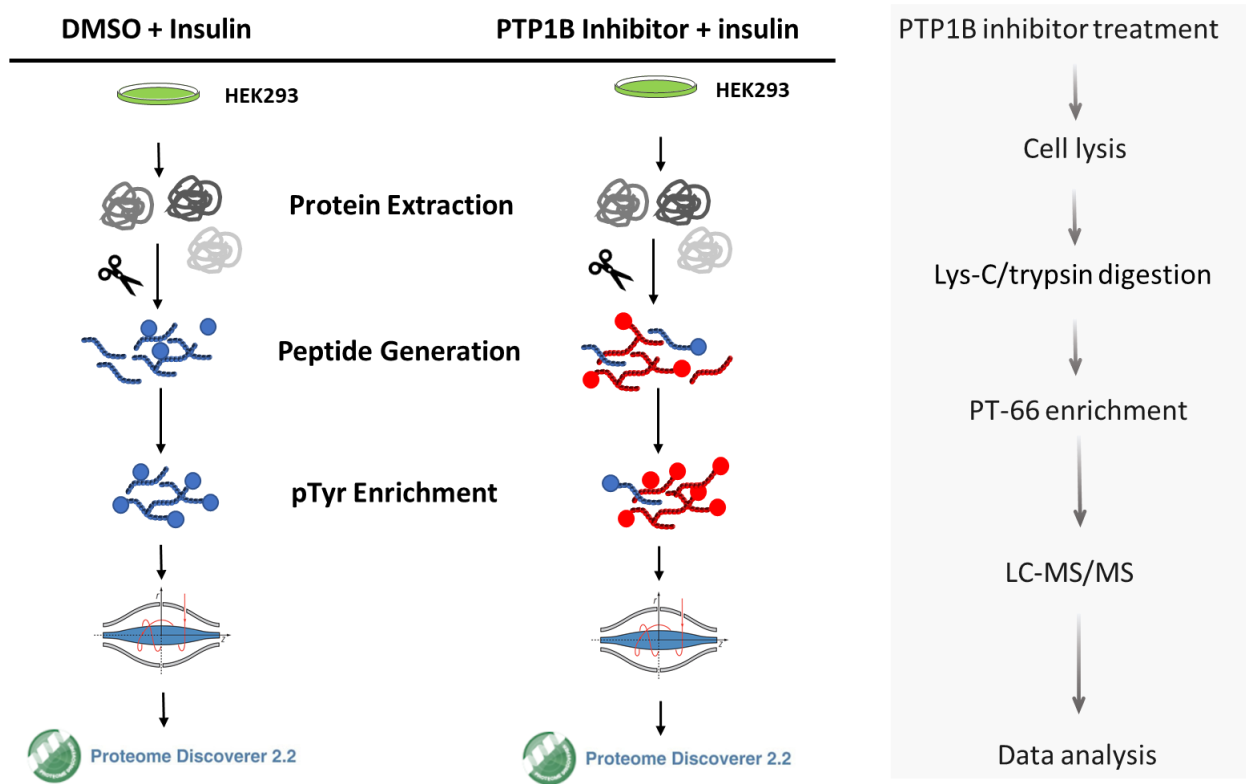 DMSO + Insulin
PTP1B Inhibitor + insulin
HEK293
HEK293
Protein Extraction
Peptide Generation
pTyr Enrichment
r
z
r
z
Proteome Discoverer 2.2
Proteome Discoverer 2.2
PTP1B inhibitor treatment
Cell lysis
Lys-C/trypsin digestion
PT-66 enrichment
LC-MS/MS
Data analysis